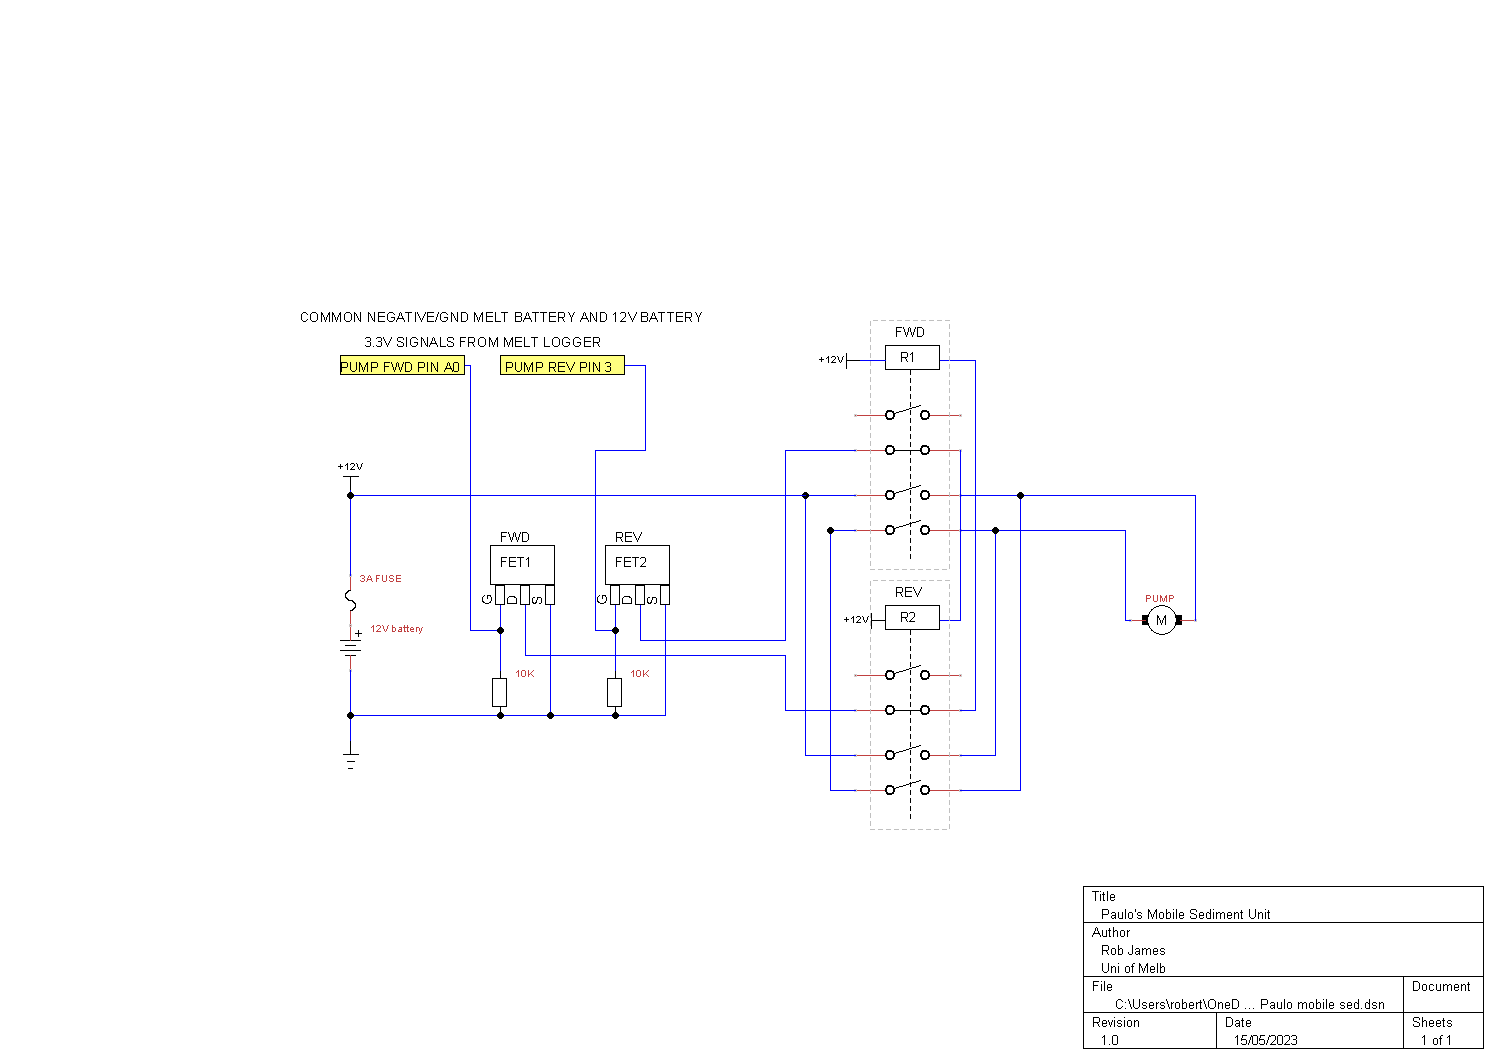 COMMON NEGATIVE/GND MELT BATTERY AND 12V BATTERY
3.3V SIGNALS FROM MELT LOGGER
PUMP FWD PIN A0
PUMP REV PIN 3
FWD
+12V
R1
+12V
FWD
FET1
G
D
S
REV
FET2
G
D
S
3A FUSE
+
12V battery
10K
10K
REV
+12V
R2
PUMP
M
Title
Paulo's Mobile Sediment Unit
Author
Rob James
Uni of Melb
File
C:\Users\robert\OneD ... Paulo mobile sed.dsn
Document
Revision
1.0
Date
15/05/2023
Sheets
1 of 1